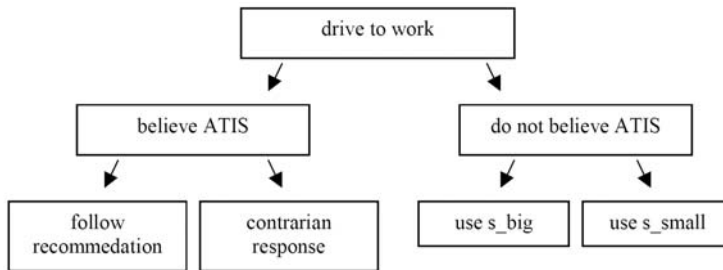 drive to work
believe ATIS
do not believe ATIS
follow
recommedation
contrarian
response
use s_big
use s_small